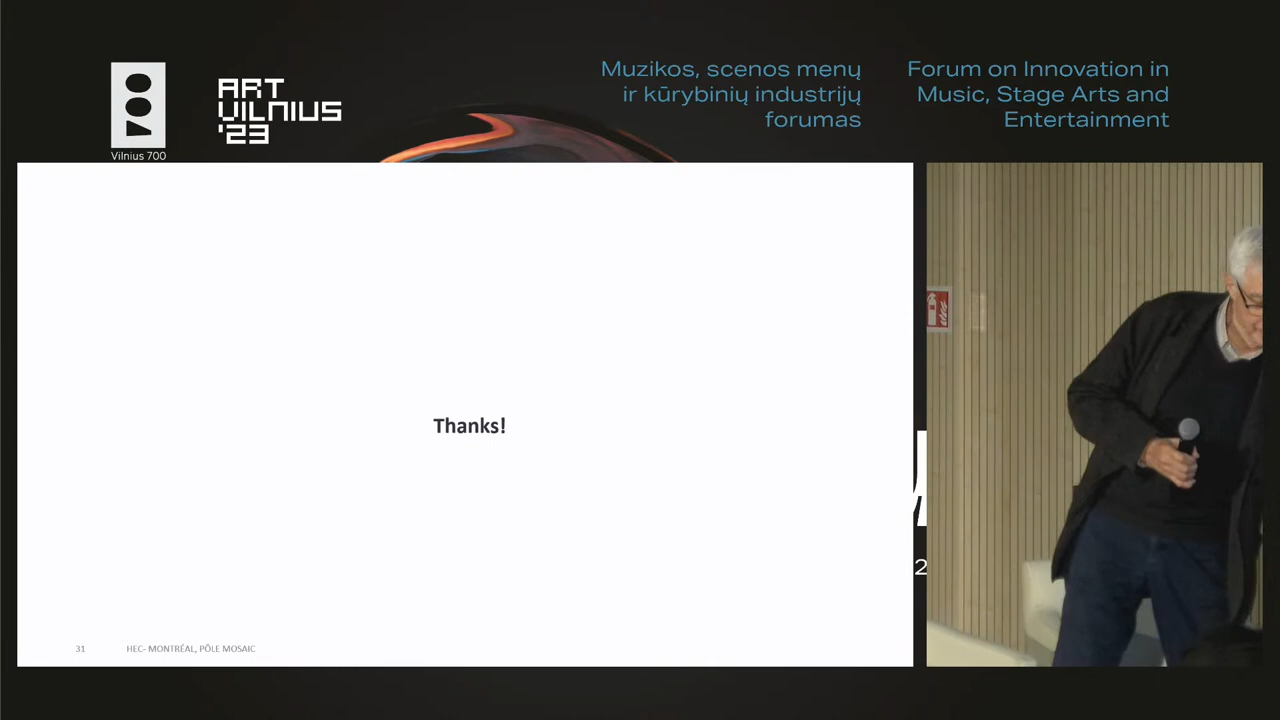 Vilnius 700
ART
VILNIUS
'23
Muzikos, scenos menų
ir kūrybinių industrijų
forumas
Forum on Innovation in
Music, Stage Arts and
Entertainment
Thanks!
31 HEC- MONTRÉAL, PÔLE MOSAIC
2